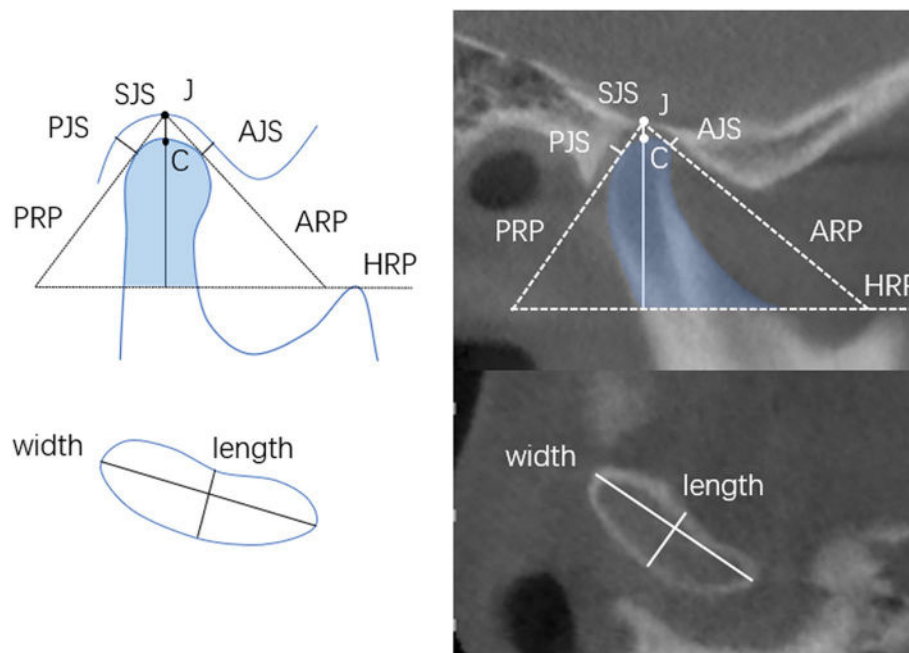 SJS
J
PJS
AJS
C
PRP
ARP
HRP
width
length
SJS
J
PJS
AJS
C
PRP
ARP
HRP
width
length